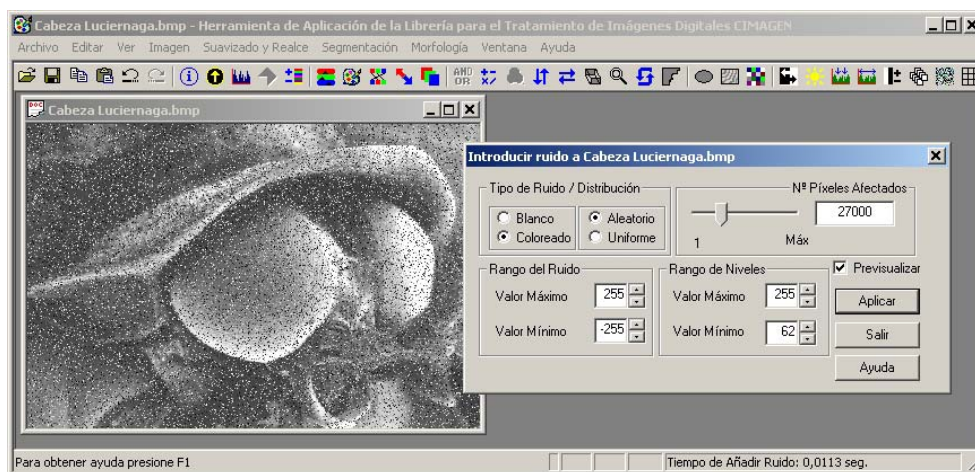 Cabeza Luciernaga.bmp - Herramienta de Aplicación de la Librería para el Tratamiento de Imágenes Digitales CIMAGEN
Archivo Editar Ver Imagen Suavizado y Realce Segmentación Morfología Ventana Ayuda
AND
OR
DOC
Cabeza Luciernaga.bmp
Introducir ruido a Cabeza Luciernaga.bmp
Tipo de Ruido / Distribución
Blanco
Coloreado
Aleatorio
Uniforme
Nº Píxeles Afectados
27000
1 Máx
Rango del Ruido
Valor Máximo 255
Valor Mínimo -255
Rango de Niveles
Valor Máximo 255
Valor Mínimo 62
Previsualizar
Aplicar
Salir
Ayuda
Para obtener ayuda presione F1
Tiempo de Añadir Ruido: 0,0113 seg.